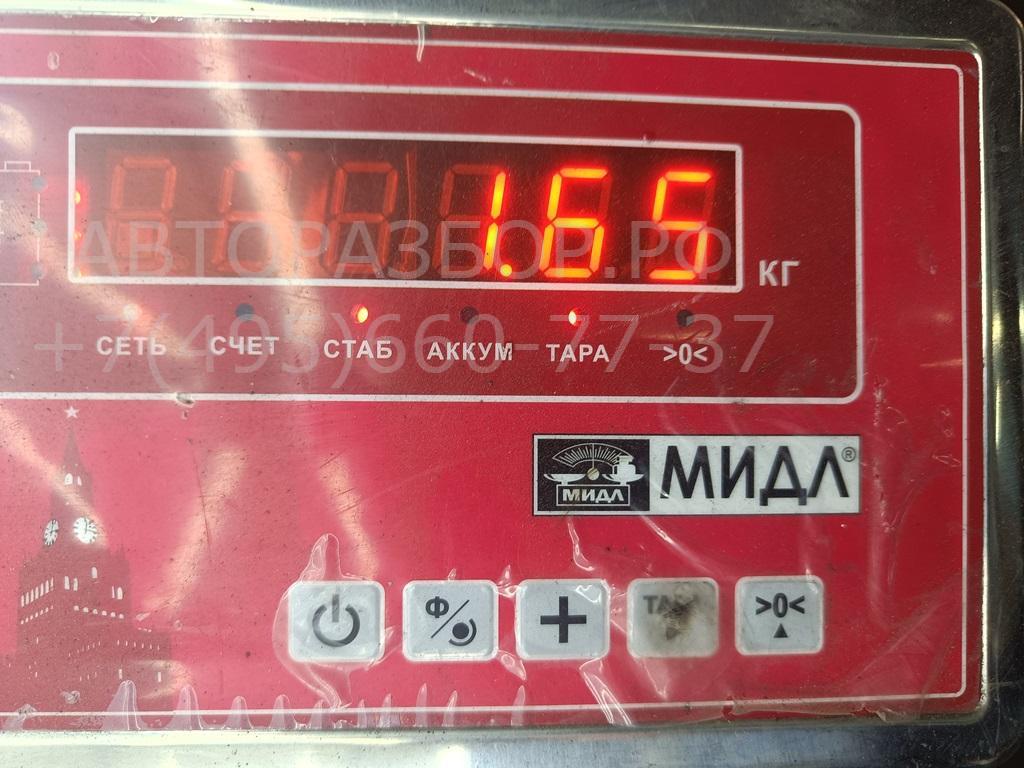 1.65
КГ
АВТОРАЗБОР.РФ
+7(495)660-77-37
СЕТЬ СЧЕТ СТАБ АККУМ ТАРА >0<
МИДЛ МИДЛ®
Ф >0<